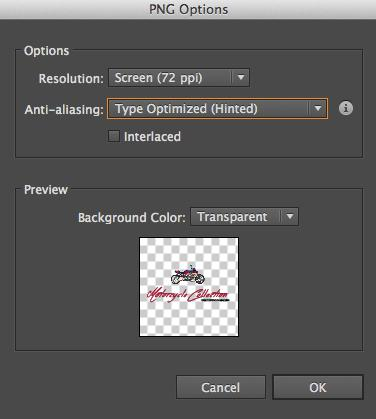 PNG Options
Options
Resolution: Screen (72 ppi)
Anti-aliasing: Type Optimized (Hinted)
Interlaced
Preview
Background Color: Transparent
Motorcycle Collection
Cancel OK